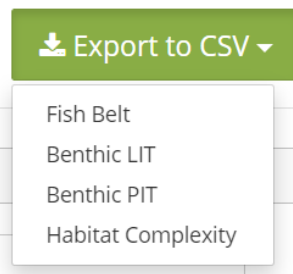 Export to CSV
Fish Belt
Benthic LIT
Benthic PIT
Habitat Complexity